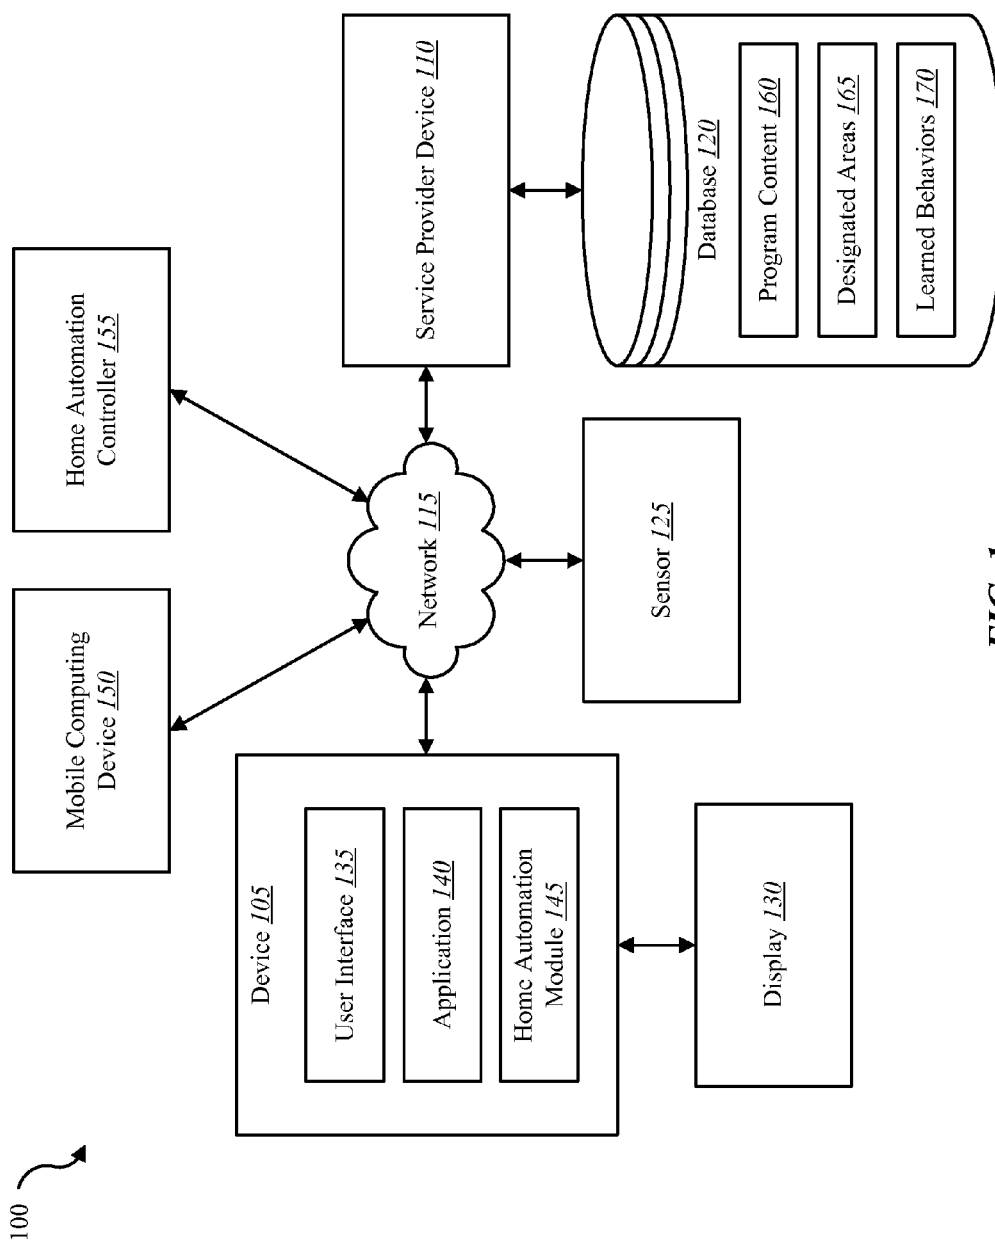 100
Mobile Computing
Device 150
Home Automation
Controller 155
Device 105
User Interface 135
Application 140
Home Automation
Module 145
Network 115
Service Provider Device 110
Display 130
Sensor 125
Database 120
Program Content 160
Designated Areas 165
Learned Behaviors 170